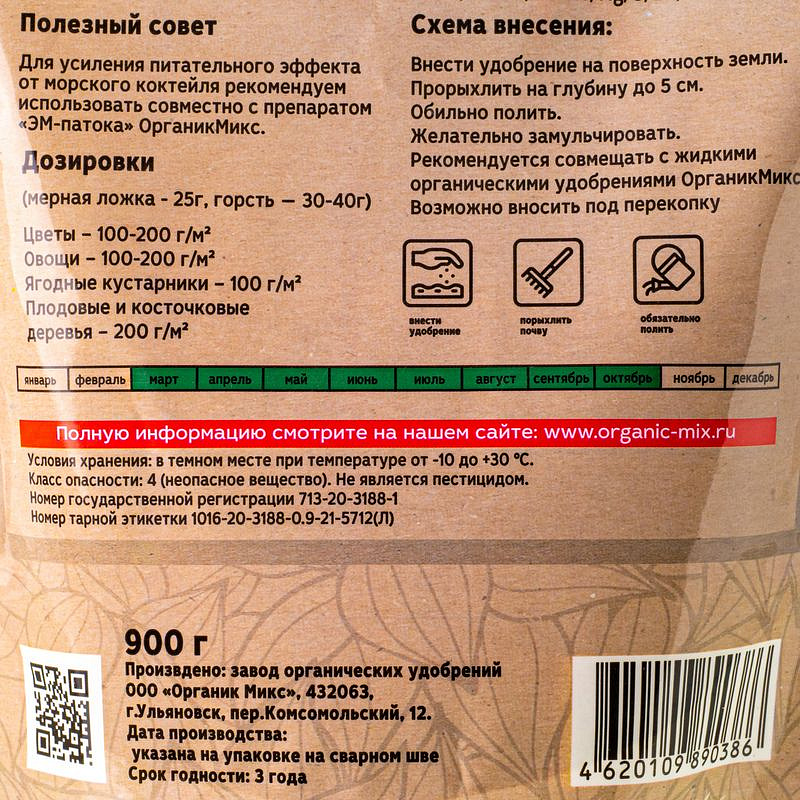 Полезный совет
Для усиления питательного эффекта
от морского коктейля рекомендуем
использовать совместно с препаратом
«ЭМ-патока» ОрганикМикс.
Дозировки
(мерная ложка - 25г, горсть – 30-40г)
Цветы – 100-200 г/м²
Овощи – 100-200 г/м²
Ягодные кустарники – 100 г/м²
Плодовые и косточковые
деревья – 200 г/м²
Схема внесения:
Внести удобрение на поверхность земли.
Прорыхлить на глубину до 5 см.
Обильно полить.
Желательно замульчировать.
Рекомендуется совмещать с жидкими
органическими удобрениями ОрганикМикс
Возможно вносить под перекопку
внести
удобрение
порыхлить
почву
обязательно
полить
январь февраль март апрель май июнь июль август сентябрь октябрь ноябрь декабрь
Полную информацию смотрите на нашем сайте: www.organic-mix.ru
Условия хранения: в темном месте при температуре от -10 до +30 °C.
Класс опасности: 4 (неопасное вещество). Не является пестицидом.
Номер государственной регистрации 713-20-3188-1
Номер тарной этикетки 1016-20-3188-0.9-21-5712(Л)
900 г
Произвдено: завод органических удобрений
ООО «Органик Микс», 432063,
г.Ульяновск, пер.Комсомольский, 12.
Дата производства:
указана на упаковке на сварном шве
Срок годности: 3 года
4 620109 890386